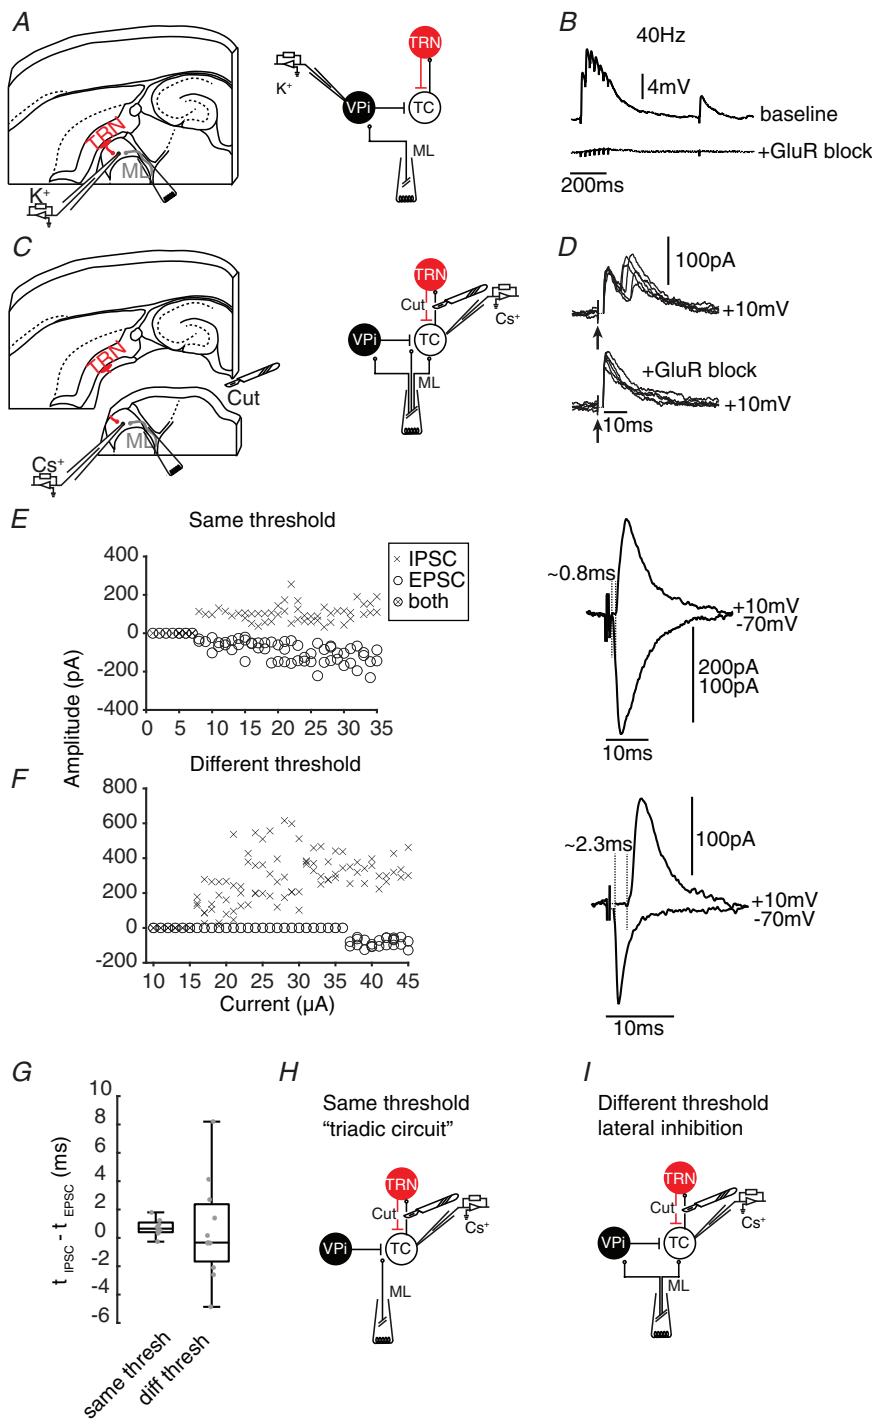 A
TRN
ML
K+
TRN
K+
VPi
TC
ML
B
40Hz
4mV
baseline
+GluR block
200ms
C
TRN
Cut
ML
Cs+
TRN
Cut
Cs+
VPi
TC
ML
D
100pA
+10mV
+GluR block
+10mV
10ms
E
Same threshold
Amplitude (pA)
400
200
0
-200
-400
0 5 10 15 20 25 30 35
IPSC
EPSC
both
~0.8ms
+10mV
-70mV
200pA
100pA
10ms
F
Different threshold
800
600
400
200
0
-200
10 15 20 25 30 35 40 45
Current (µA)
~2.3ms
100pA
+10mV
-70mV
10ms
G
t IPSC - t EPSC (ms)
10
8
6
4
2
0
-2
-4
-6
same thresh
diff thresh
H
Same threshold
“triadic circuit”
TRN
Cut
Cs+
VPi
TC
ML
I
Different threshold
lateral inhibition
TRN
Cut
Cs+
VPi
TC
ML